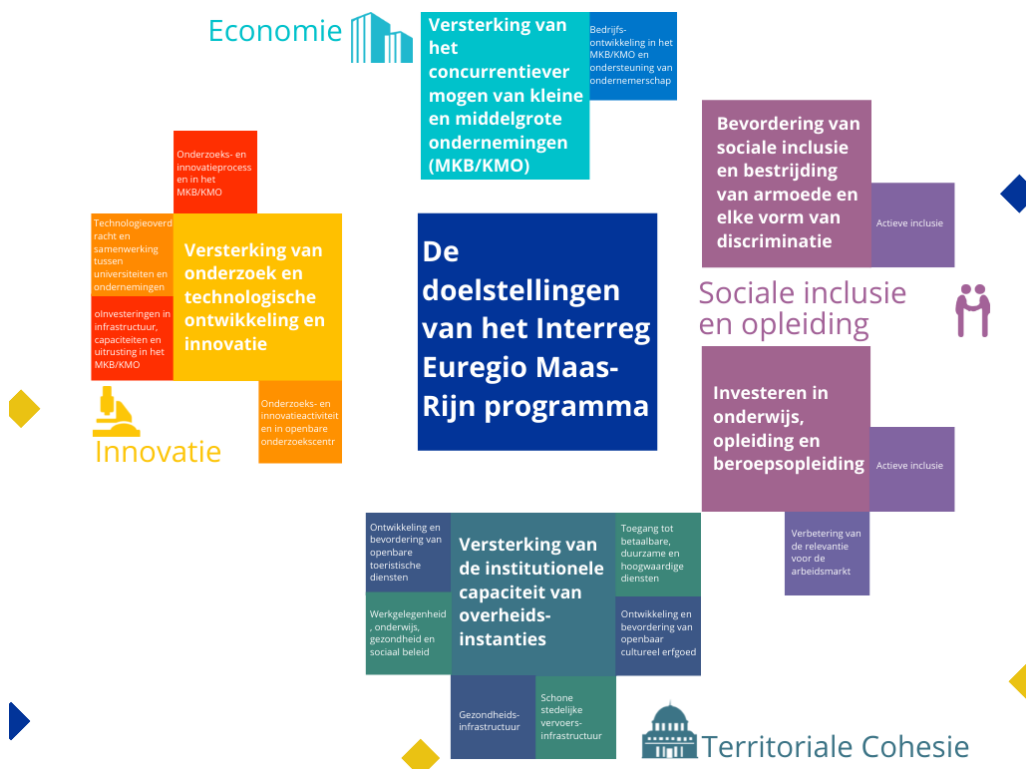 Economie
Versterking van
het
concurrentiever
mogen van kleine
en middelgrote
ondernemingen
(MKB/KMO)
Bedrijfs-
ontwikkeling in het
MKB/KMO en
ondersteuning van
ondernemerschap
Onderzoeks- en
innovatieprocess
en in het
MKB/KMO
Technologieoverd
racht en
samenwerking
tussen
universiteiten en
ondernemingen
oInvesteringen in
infrastructuur,
capaciteiten en
uitrusting in het
MKB/KMO
Versterking van
onderzoek en
technologische
ontwikkeling en
innovatie
Onderzoeks- en
innovatieactiviteit
en in openbare
onderzoekscentr
Innovatie
De
doelstellingen
van het Interreg
Euregio Maas-
Rijn programma
Bevordering van
sociale inclusie
en bestrijding
van armoede en
elke vorm van
discriminatie
Actieve inclusie
Sociale inclusie
en opleiding
Investeren in
onderwijs,
opleiding en
beroepsopleiding
Actieve inclusie
Verbetering van
de relevantie
voor de
arbeidsmarkt
Ontwikkeling en
bevordering van
openbare
toeristische
diensten
Werkgelegenheid
, onderwijs,
gezondheid en
sociaal beleid
Versterking van
de institutionele
capaciteit van
overheids-
instanties
Toegang tot
betaalbare,
duurzame en
hoogwaardige
diensten
Ontwikkeling en
bevordering van
openbaar
cultureel erfgoed
Gezondheids-
infrastructuur
Schone
stedelijke
vervoers-
infrastructuur
Territoriale Cohesie